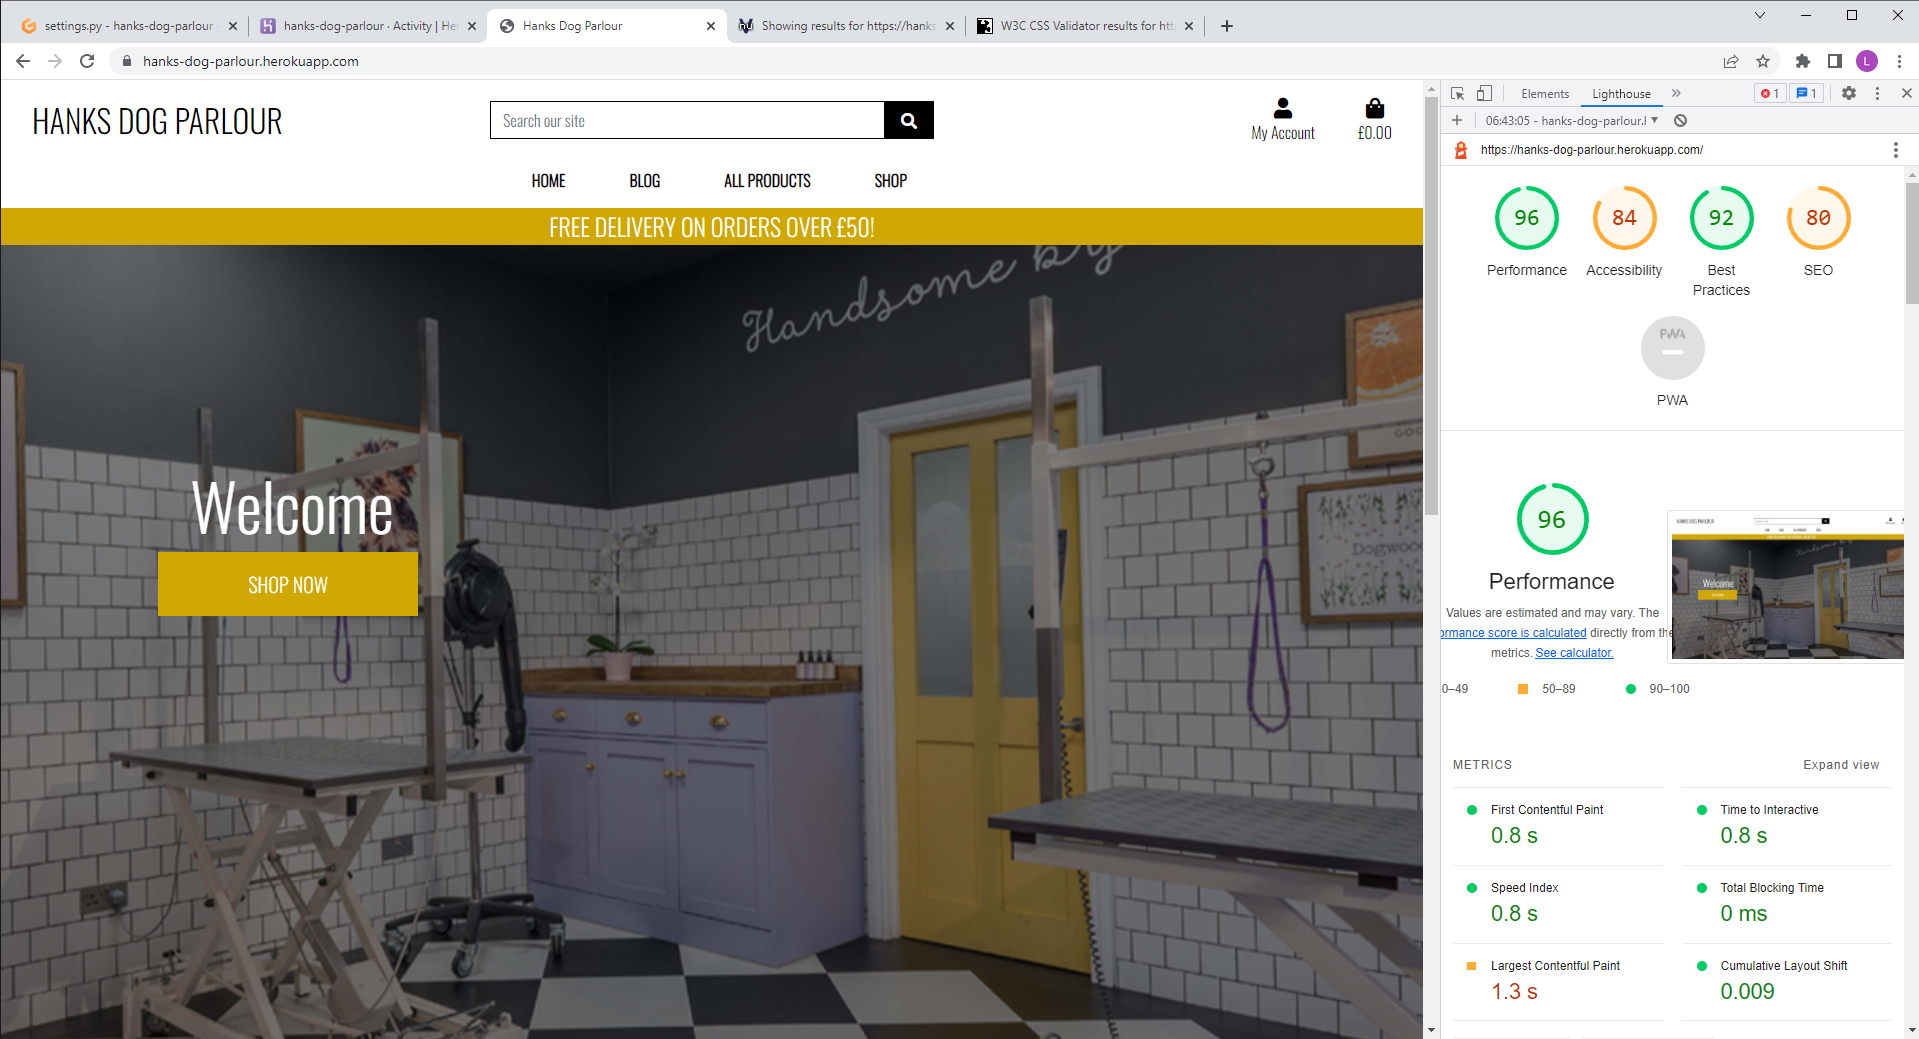 settings.py - hanks-dog-parlour
hanks-dog-parlour · Activity | He
Hanks Dog Parlour
Showing results for https://hanks
W3C CSS Validator results for htt
hanks-dog-parlour.herokuapp.com
L
HANKS DOG PARLOUR
Search our site
My Account
£0.00
HOME
BLOG
ALL PRODUCTS
SHOP
FREE DELIVERY ON ORDERS OVER £50!
Handsome by
Welcome
SHOP NOW
Dogwoo
Elements
Lighthouse
1
1
06:43:05 - hanks-dog-parlour.
https://hanks-dog-parlour.herokuapp.com/
96
84
92
80
Performance
Accessibility
Best
Practices
SEO
PWA
PWA
96
Performance
Values are estimated and may vary. The
ormance score is calculated directly from the
metrics. See calculator.
0–49
50–89
90–100
METRICS
Expand view
First Contentful Paint
0.8 s
Time to Interactive
0.8 s
Speed Index
0.8 s
Total Blocking Time
0 ms
Largest Contentful Paint
1.3 s
Cumulative Layout Shift
0.009